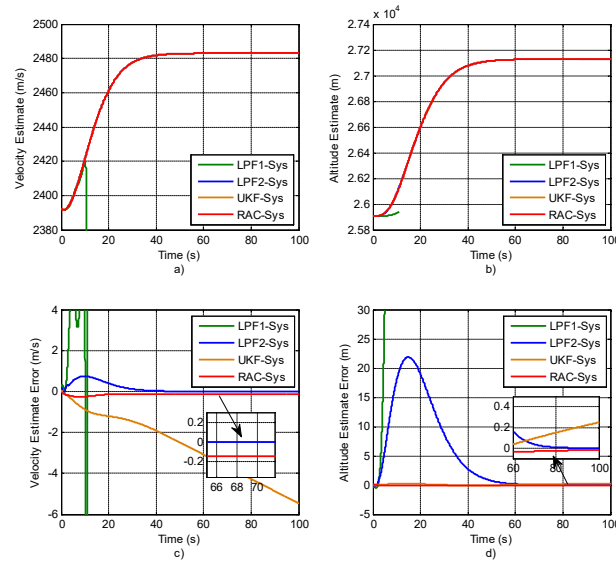 2500
2480
2460
2440
2420
2400
2380
Velocity Estimate (m/s)
0 20 40 60 80 100
Time (s)
a)
LPF1-Sys
LPF2-Sys
UKF-Sys
RAC-Sys
x 10^4
2.72
2.7
2.68
2.66
2.64
2.62
2.6
2.58
Altitude Estimate (m)
0 20 40 60 80 100
Time (s)
b)
LPF1-Sys
LPF2-Sys
UKF-Sys
RAC-Sys
4
2
0
-2
-4
-6
Velocity Estimate Error (m/s)
0 20 40 60 80 100
Time (s)
c)
LPF1-Sys
LPF2-Sys
UKF-Sys
RAC-Sys
0.2
0
-0.2
66 68 70
30
25
20
15
10
5
0
-5
Altitude Estimate Error (m)
0 20 40 60 80 100
Time (s)
d)
LPF1-Sys
LPF2-Sys
UKF-Sys
RAC-Sys
0.4
0.2
0
60 80 100